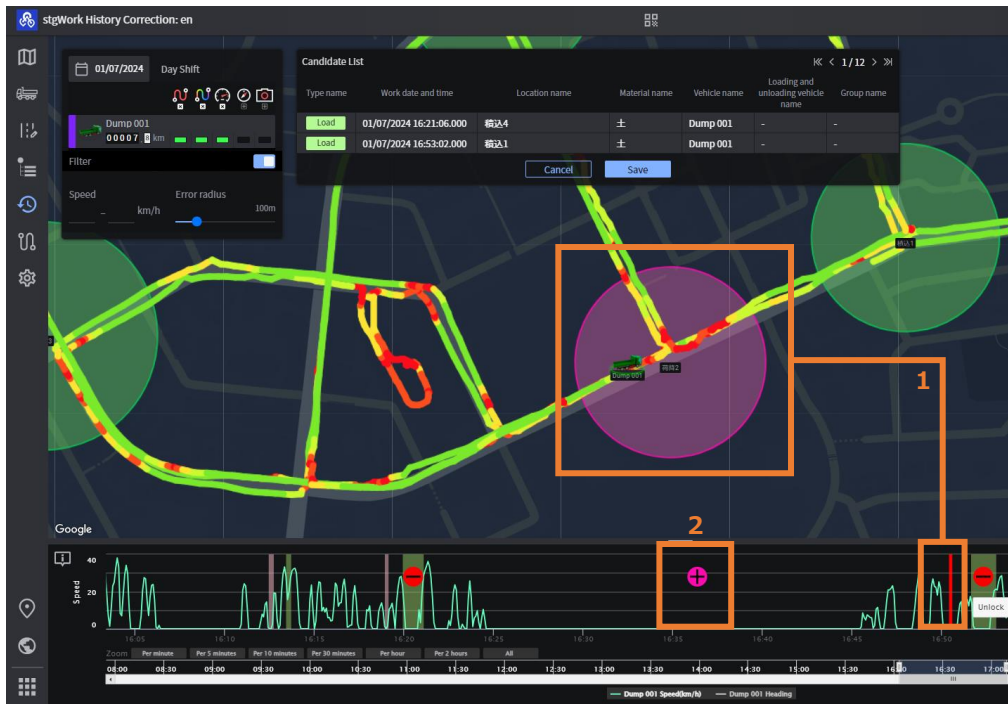 stgWork History Correction: en
01/07/2024 Day Shift
Dump 001
00007.8 km
Filter
Speed Error radius
– km/h 100m
Candidate List
1 / 12
Type name Work date and time Location name Material name Vehicle name Loading and unloading vehicle name Group name
Load 01/07/2024 16:21:06.000 積込4 土 Dump 001 - -
Load 01/07/2024 16:53:02.000 積込1 土 Dump 001 - -
Cancel Save
積込1
1
Dump 001
荷降2
Google
2
Speed
40
20
0
Unlock
16:05 16:10 16:15 16:20 16:25 16:30 16:35 16:40 16:45 16:50
Zoom Per minute Per 5 minutes Per 10 minutes Per 30 minutes Per hour Per 2 hours All
08:00 08:30 09:00 09:30 10:00 10:30 11:00 11:30 12:00 12:30 13:00 13:30 14:00 14:30 15:00 15:30 16:00 16:30 17:00
Dump 001 Speed(km/h) Dump 001 Heading